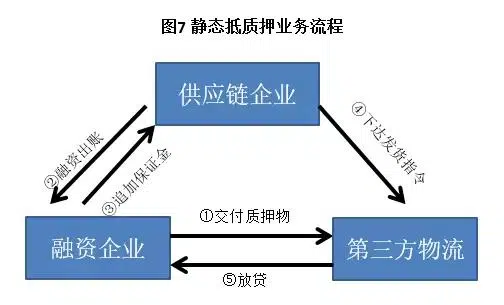 图7 静态抵质押业务流程
供应链企业
②融资出账
③追加保证金
④下达发货指令
①交付质押物
融资企业
第三方物流
⑤放贷